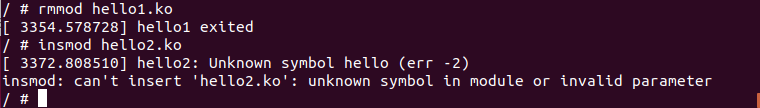 / # rmmod hello1.ko
[ 3354.578728] hello1 exited
/ # insmod hello2.ko
[ 3372.808510] hello2: Unknown symbol hello (err -2)
insmod: can't insert 'hello2.ko': unknown symbol in module or invalid parameter
/ #